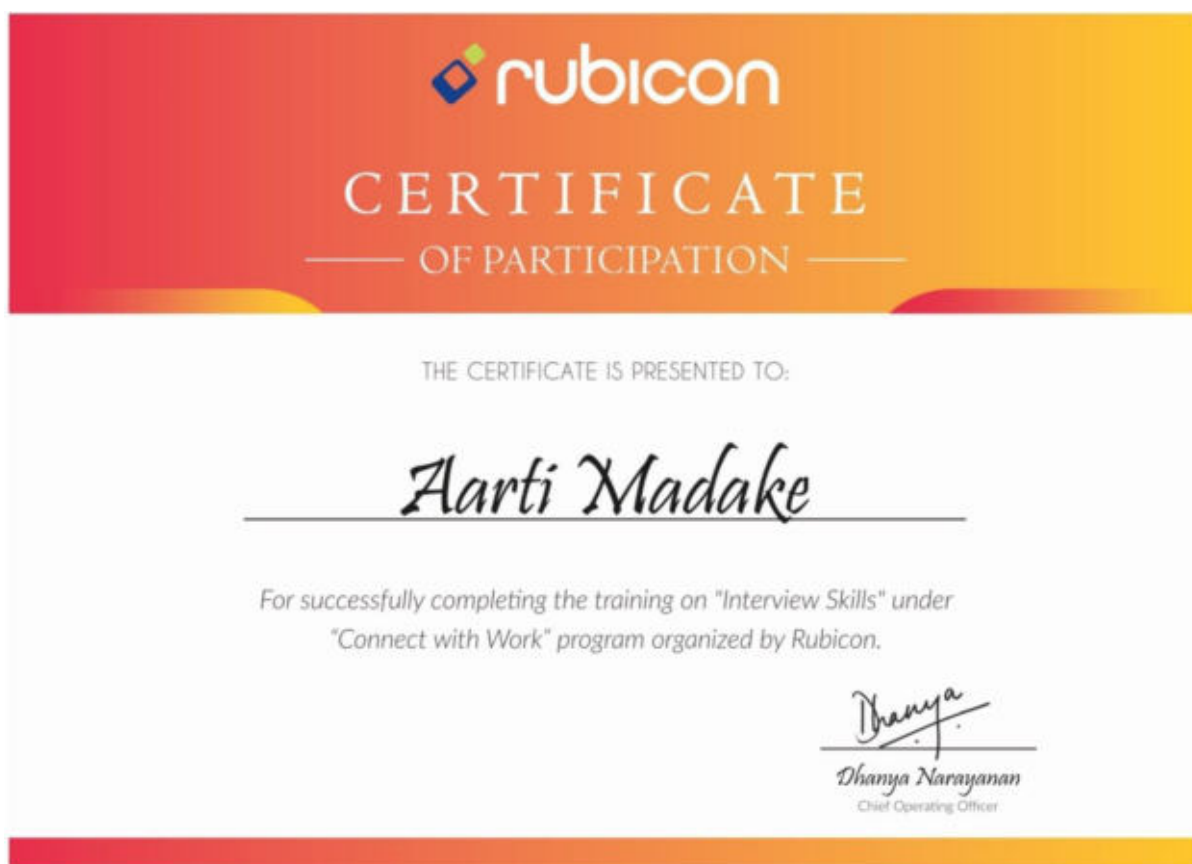 rubicon
CERTIFICATE
OF PARTICIPATION
THE CERTIFICATE IS PRESENTED TO:
Aarti Madake
For successfully completing the training on "Interview Skills" under
"Connect with Work" program organized by Rubicon.
Dhanya
Dhanya Narayanan
Chief Operating Officer